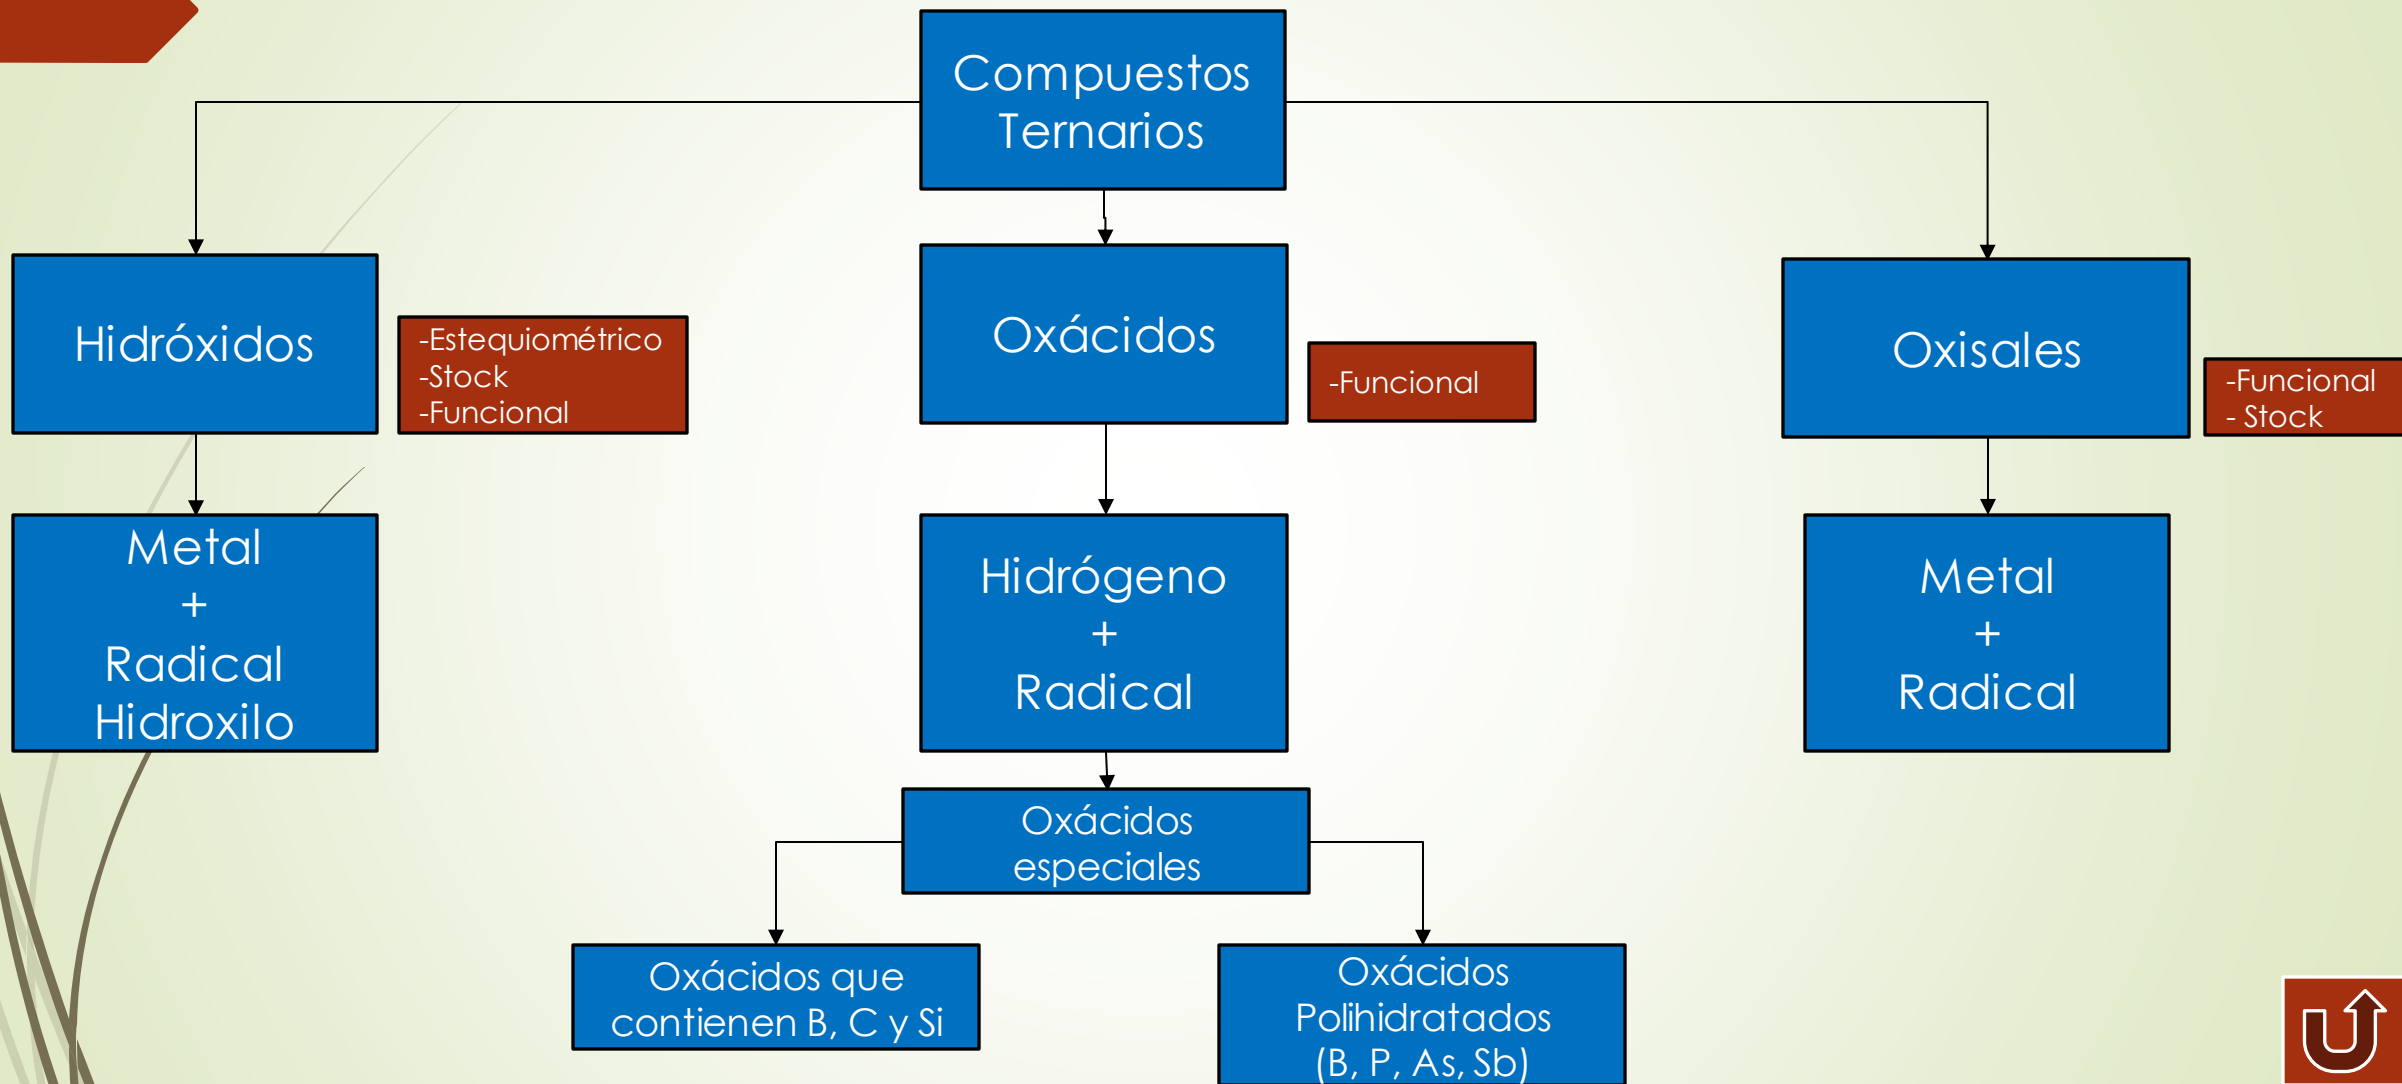 Compuestos
Ternarios
Hidróxidos
-Estequiométrico
-Stock
-Funcional
Oxácidos
-Funcional
Oxisales
-Funcional
- Stock
Metal
+
Radical
Hidroxilo
Hidrógeno
+
Radical
Metal
+
Radical
Oxácidos
especiales
Oxácidos que
contienen B, C y Si
Oxácidos
Polihidratados
(B, P, As, Sb)